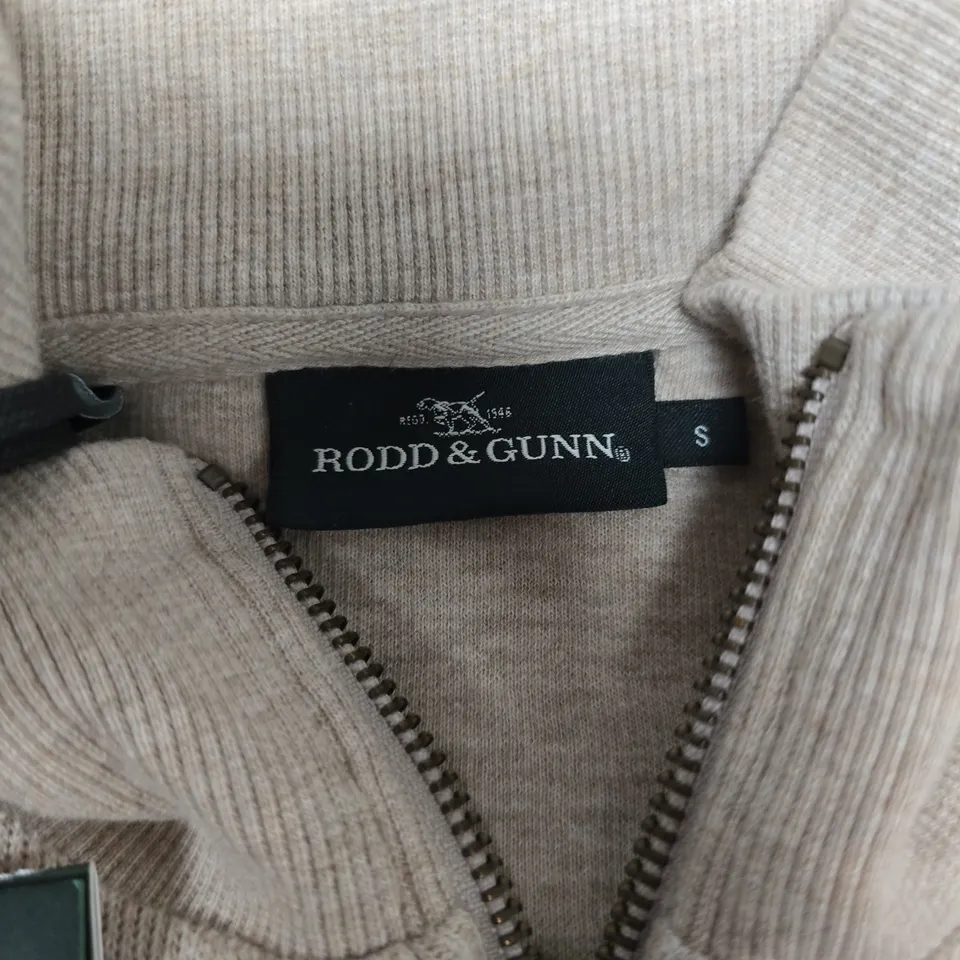 REGD. 1946
RODD & GUNN®
S